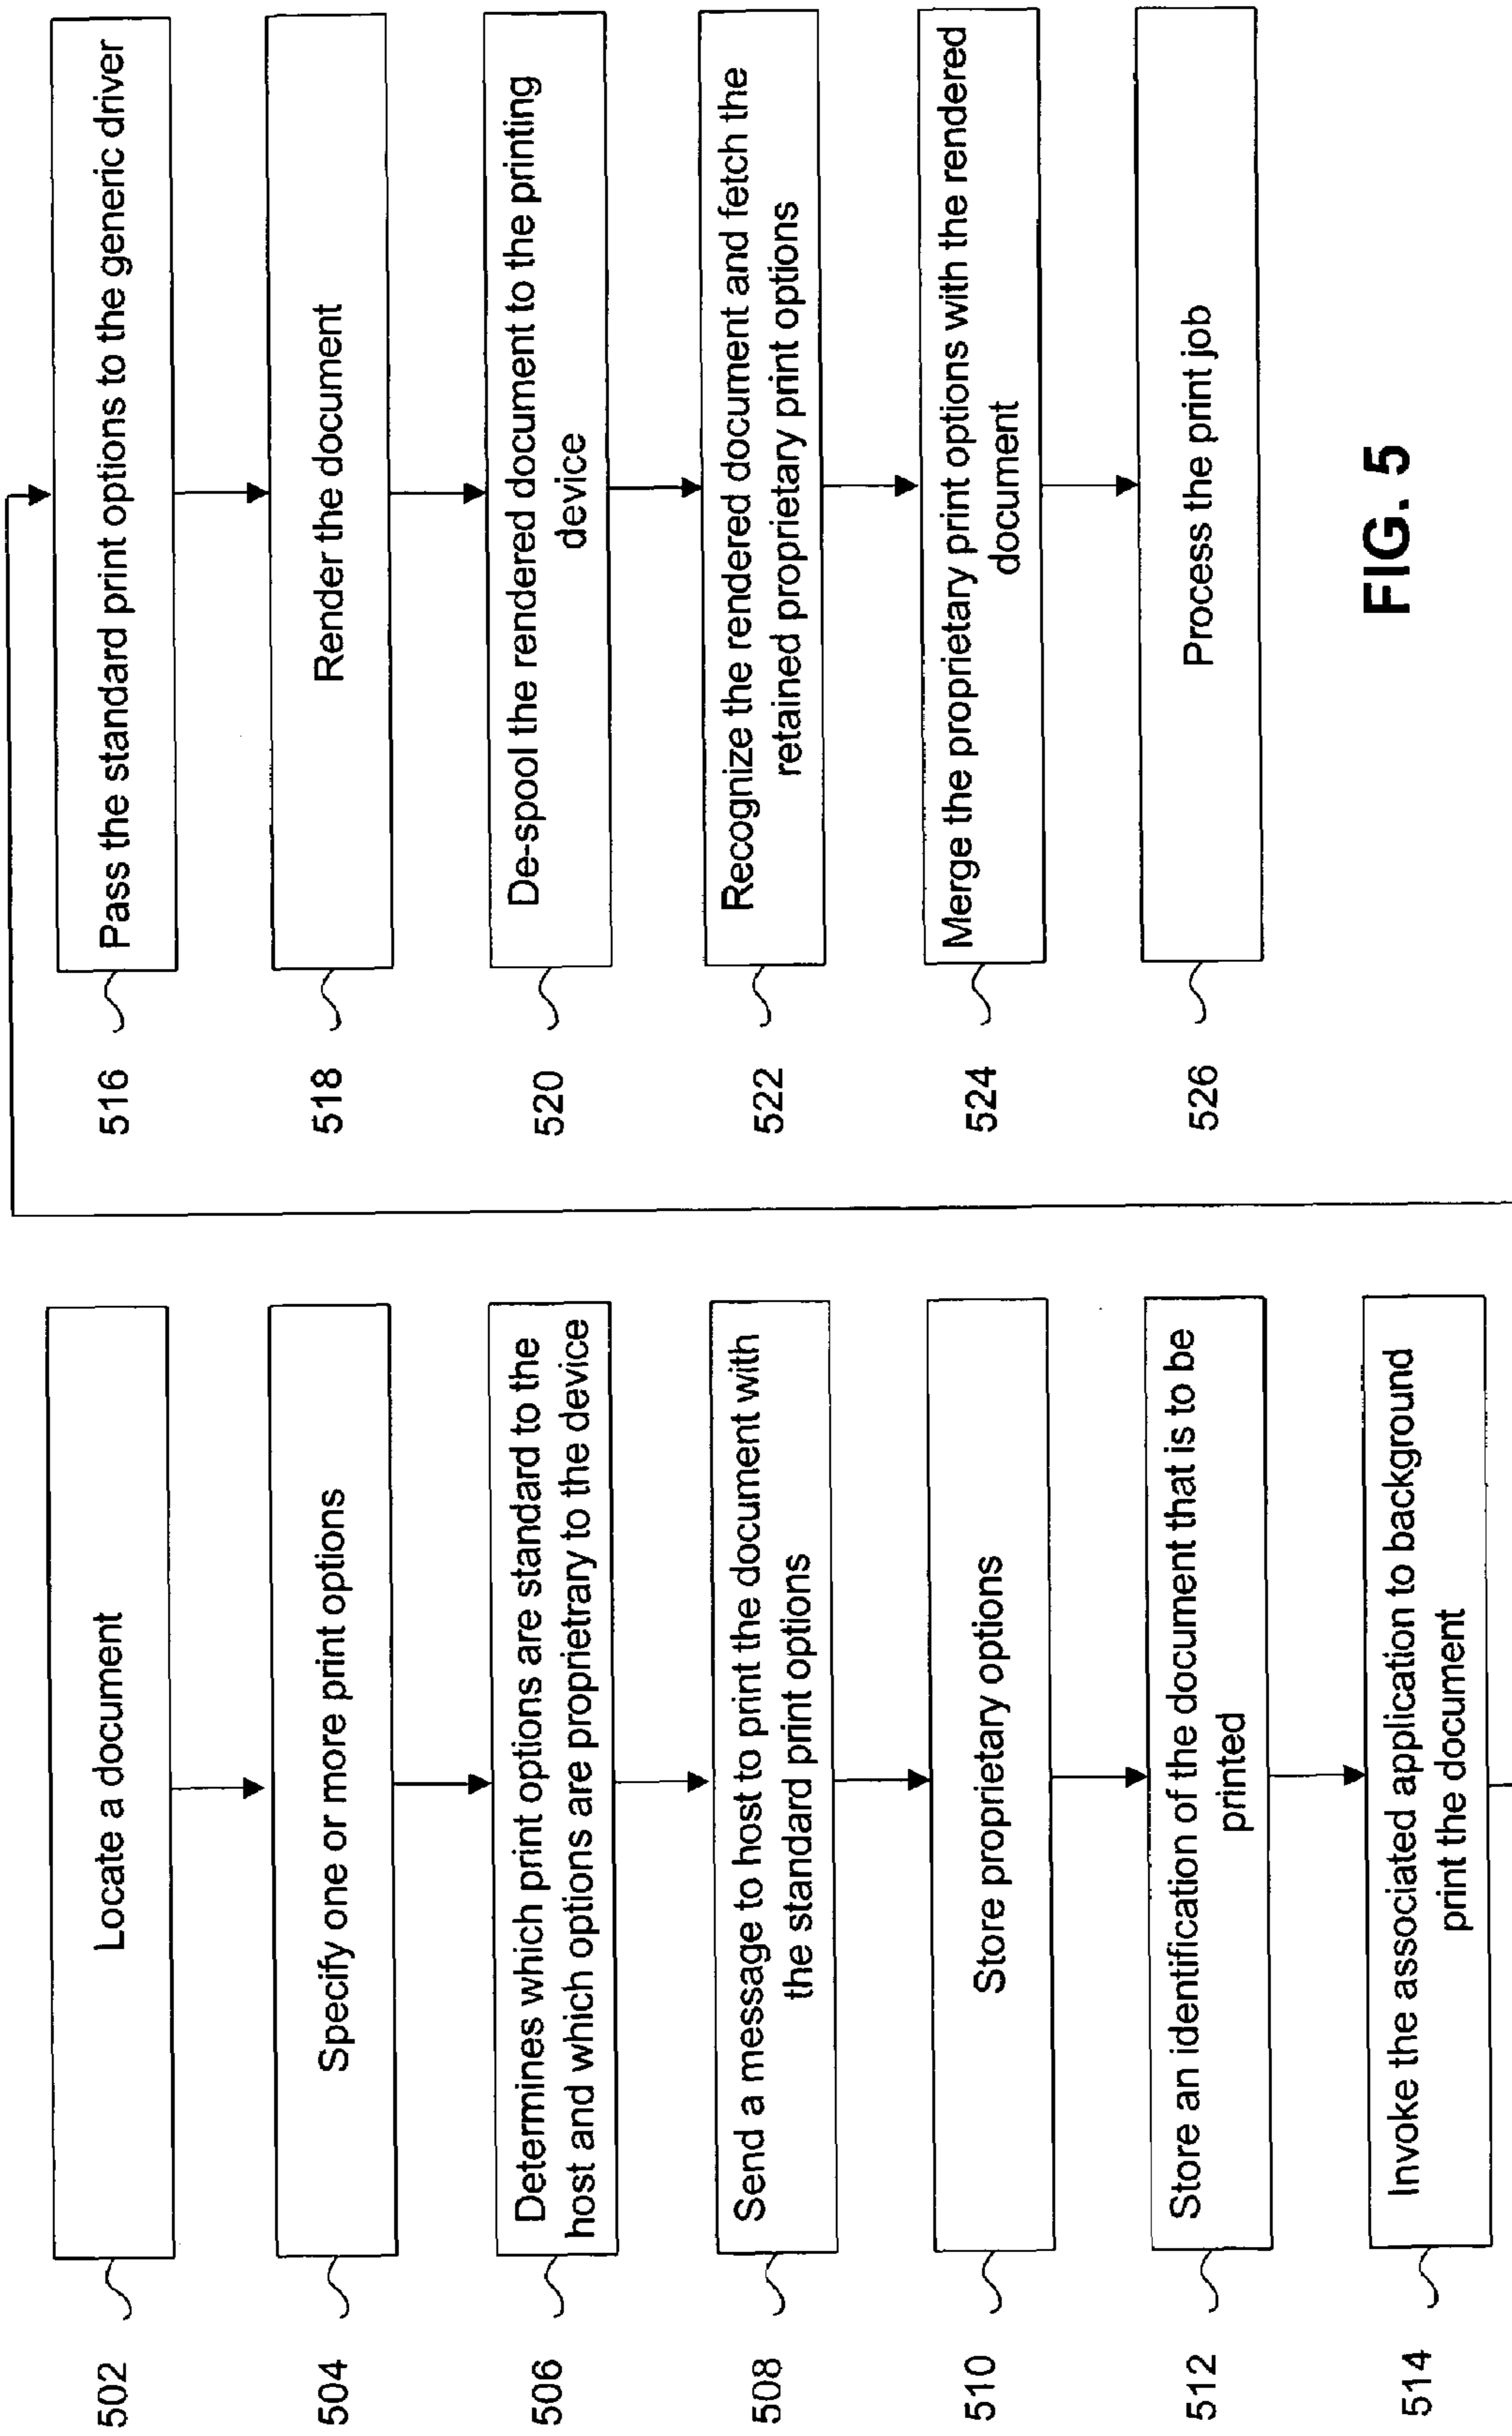 502
Locate a document
504
Specify one or more print options
506
Determines which print options are standard to the
host and which options are proprietrary to the device
508
Send a message to host to print the document with
the standard print options
510
Store proprietary options
512
Store an identification of the document that is to be
printed
514
Invoke the associated application to background
print the document
516
Pass the standard print options to the generic driver
518
Render the document
520
De-spool the rendered document to the printing
device
522
Recognize the rendered document and fetch the
retained proprietary print options
524
Merge the proprietary print options with the rendered
document
526
Process the print job
FIG. 5